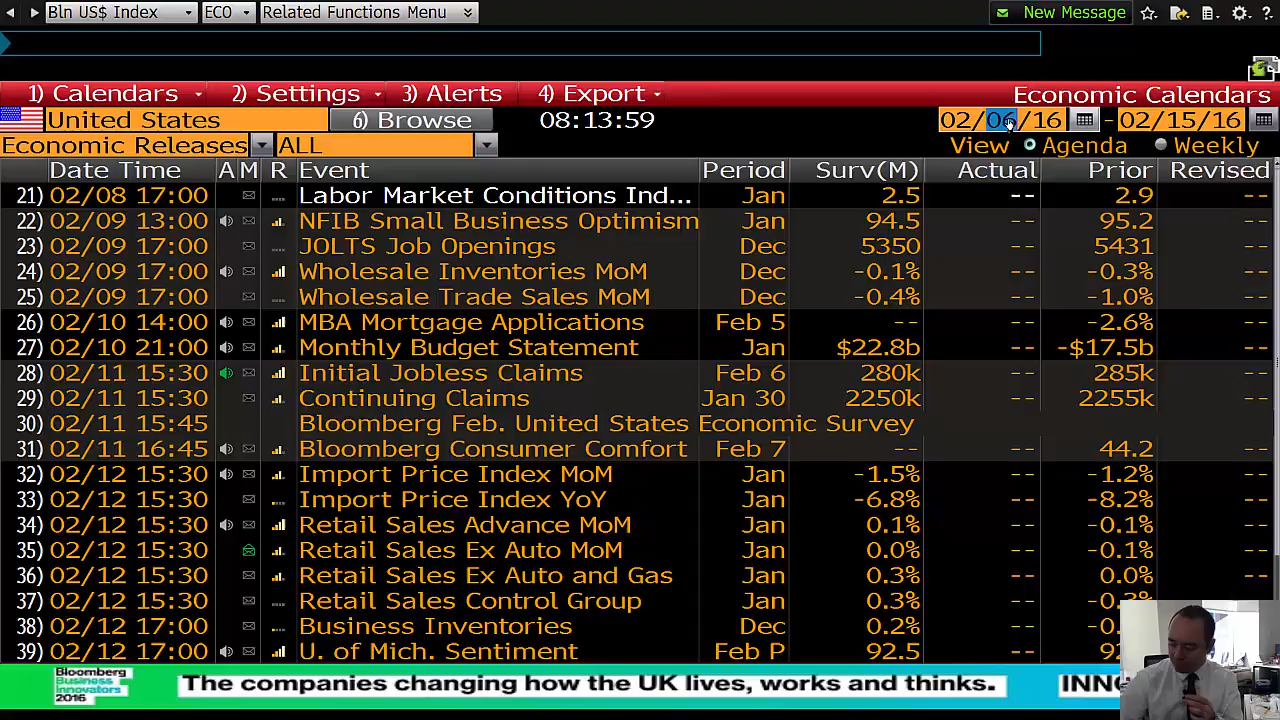 Bln US$ Index ECO Related Functions Menu New Message
1) Calendars 2) Settings 3) Alerts 4) Export Economic Calendars
United States 6) Browse 08:13:59 02/06/16 - 02/15/16
Economic Releases ALL View Agenda Weekly
Date Time A M R Event Period Surv(M) Actual Prior Revised
21) 02/08 17:00 Labor Market Conditions Ind... Jan 2.5 -- 2.9 --
22) 02/09 13:00 NFIB Small Business Optimism Jan 94.5 -- 95.2 --
23) 02/09 17:00 JOLTS Job Openings Dec 5350 -- 5431 --
24) 02/09 17:00 Wholesale Inventories MoM Dec -0.1% -- -0.3% --
25) 02/09 17:00 Wholesale Trade Sales MoM Dec -0.4% -- -1.0% --
26) 02/10 14:00 MBA Mortgage Applications Feb 5 -- -- -2.6% --
27) 02/10 21:00 Monthly Budget Statement Jan $22.8b -- -$17.5b --
28) 02/11 15:30 Initial Jobless Claims Feb 6 280k -- 285k --
29) 02/11 15:30 Continuing Claims Jan 30 2250k -- 2255k --
30) 02/11 15:45 Bloomberg Feb. United States Economic Survey
31) 02/11 16:45 Bloomberg Consumer Comfort Feb 7 -- -- 44.2 --
32) 02/12 15:30 Import Price Index MoM Jan -1.5% -- -1.2% --
33) 02/12 15:30 Import Price Index YoY Jan -6.8% -- -8.2% --
34) 02/12 15:30 Retail Sales Advance MoM Jan 0.1% -- -0.1% --
35) 02/12 15:30 Retail Sales Ex Auto MoM Jan 0.0% -- -0.1% --
36) 02/12 15:30 Retail Sales Ex Auto and Gas Jan 0.3% -- 0.0% --
37) 02/12 15:30 Retail Sales Control Group Jan 0.3% --
38) 02/12 17:00 Business Inventories Dec 0.2% --
39) 02/12 17:00 U. of Mich. Sentiment Feb P 92.5 --
Bloomberg
Business
Innovators
2016
The companies changing how the UK lives, works and thinks.